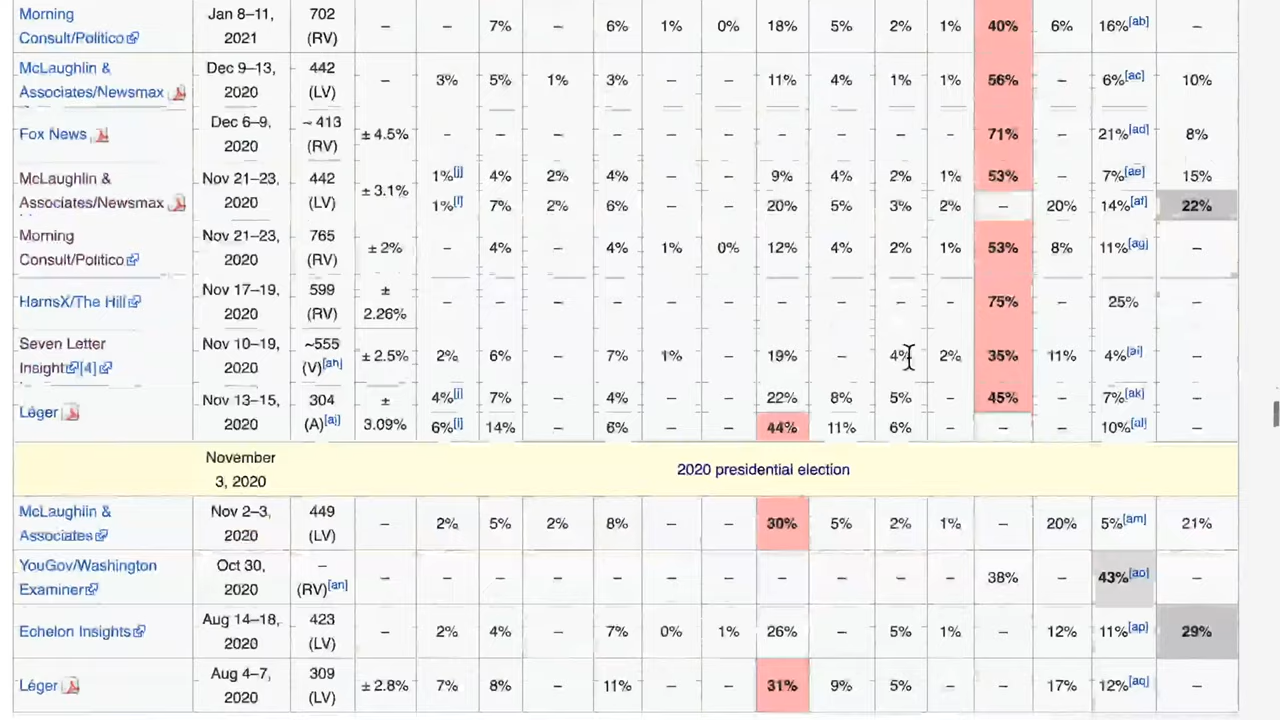 Morning Consult/Politico Jan 8–11, 2021 702 (RV) – – 7% – 6% 1% 0% 18% 5% 2% 1% 40% 6% 16%[ab] –
McLaughlin & Associates/Newsmax Dec 9–13, 2020 442 (LV) – 3% 5% 1% 3% – – 11% 4% 1% 1% 56% – 6%[ac] 10%
Fox News Dec 6–9, 2020 ~ 413 (RV) ± 4.5% – – – – – – – – – – 71% – 21%[ad] 8%
McLaughlin & Associates/Newsmax Nov 21–23, 2020 442 (LV) ± 3.1% 1%[j] 4% 2% 4% – – 9% 4% 2% 1% 53% – 7%[ae] 15%
1%[l] 7% 2% 6% – – 20% 5% 3% 2% – 20% 14%[af] 22%
Morning Consult/Politico Nov 21–23, 2020 765 (RV) ± 2% – 4% – 4% 1% 0% 12% 4% 2% 1% 53% 8% 11%[ag] –
HarrisX/The Hill Nov 17–19, 2020 599 (RV) ± 2.26% – – – – – – – – – – 75% – 25% –
Seven Letter Insight[4] Nov 10–19, 2020 ~555 (V)[ah] ± 2.5% 2% 6% – 7% 1% – 19% – 4% 2% 35% 11% 4%[ai] –
Léger Nov 13–15, 2020 304 (A)[aj] ± 3.09% 4%[j] 7% – 4% – – 22% 8% 5% – 45% – 7%[ak] –
6%[l] 14% – 6% – – 44% 11% 6% – – – 10%[al] –
November 3, 2020 2020 presidential election
McLaughlin & Associates Nov 2–3, 2020 449 (LV) – 2% 5% 2% 8% – – 30% 5% 2% 1% – 20% 5%[am] 21%
YouGov/Washington Examiner Oct 30, 2020 – (RV)[an] – – – – – – – – – – – 38% – 43%[ao] –
Echelon Insights Aug 14–18, 2020 423 (LV) – 2% 4% – 7% 0% 1% 26% – 5% 1% – 12% 11%[ap] 29%
Léger Aug 4–7, 2020 309 (LV) ± 2.8% 7% 8% – 11% – – 31% 9% 5% – – 17% 12%[aq] –